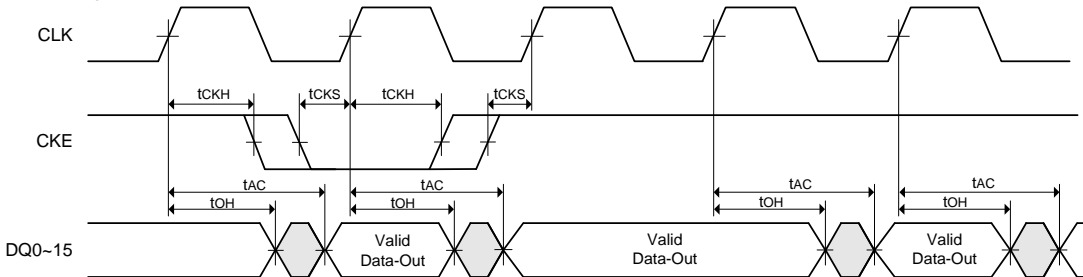 CLK
tCKH tCKS tCKH tCKS
CKE
tAC tAC tAC tAC
tOH tOH tOH tOH
DQ0~15
Valid
Data-Out
Valid
Data-Out
Valid
Data-Out